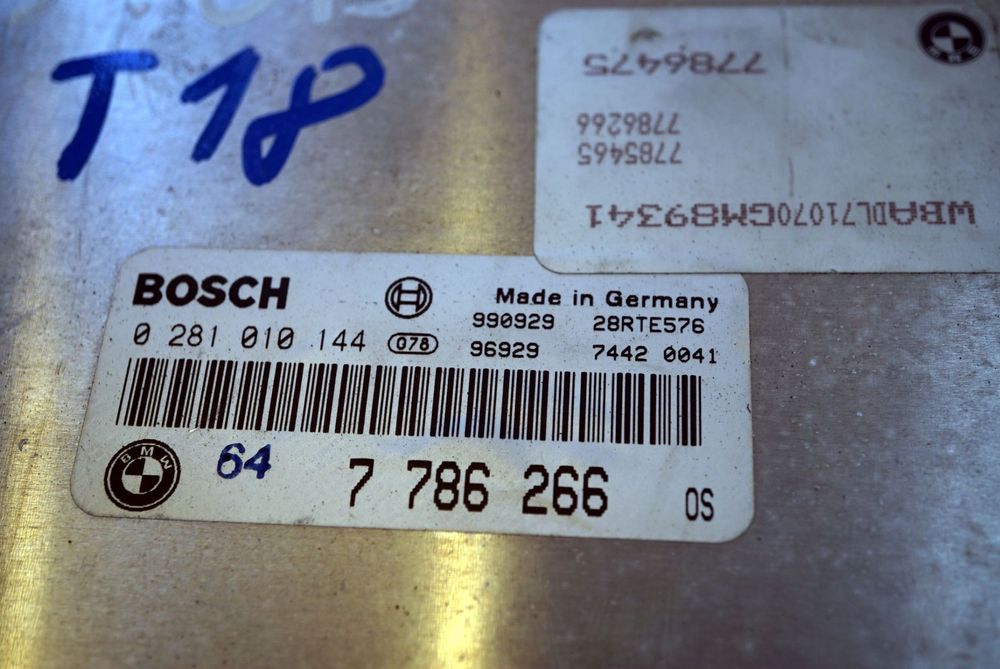 T18
7786475
7786266
7785465
WBADL71070GM89341
BOSCH
Made in Germany
0 281 010 144
078
990929 28RTE576
96929 7442 0041
BMW
64
7 786 266
OS